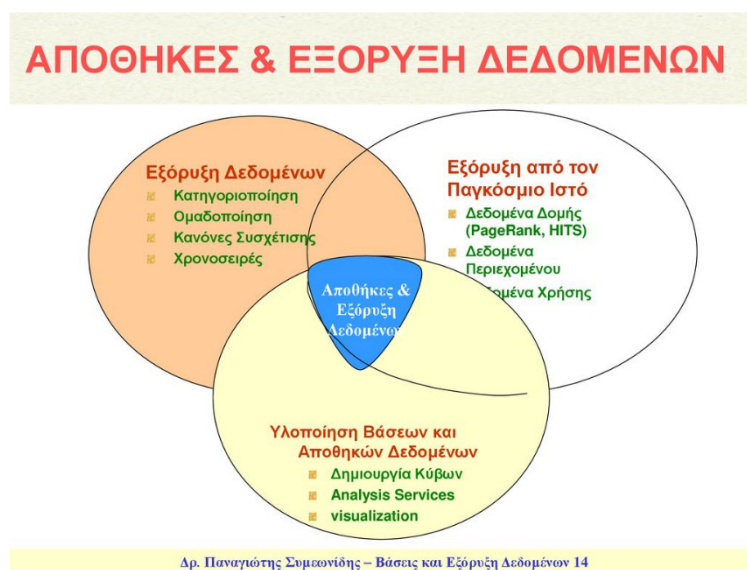 ΑΠΟΘΗΚΕΣ & ΕΞΟΡΥΞΗ ΔΕΔΟΜΕΝΩΝ
Εξόρυξη Δεδομένων
Κατηγοριοποίηση
Ομαδοποίηση
Κανόνες Συσχέτισης
Χρονοσειρές
Εξόρυξη από τον
Παγκόσμιο Ιστό
Δεδομένα Δομής
(PageRank, HITS)
Δεδομένα
Περιεχομένου
Δεδομένα Χρήσης
Αποθήκες &
Εξόρυξη
Δεδομένων
Υλοποίηση Βάσεων και
Αποθηκών Δεδομένων
Δημιουργία Κύβων
Analysis Services
visualization
Δρ. Παναγιώτης Συμεωνίδης – Βάσεις και Εξόρυξη Δεδομένων 14